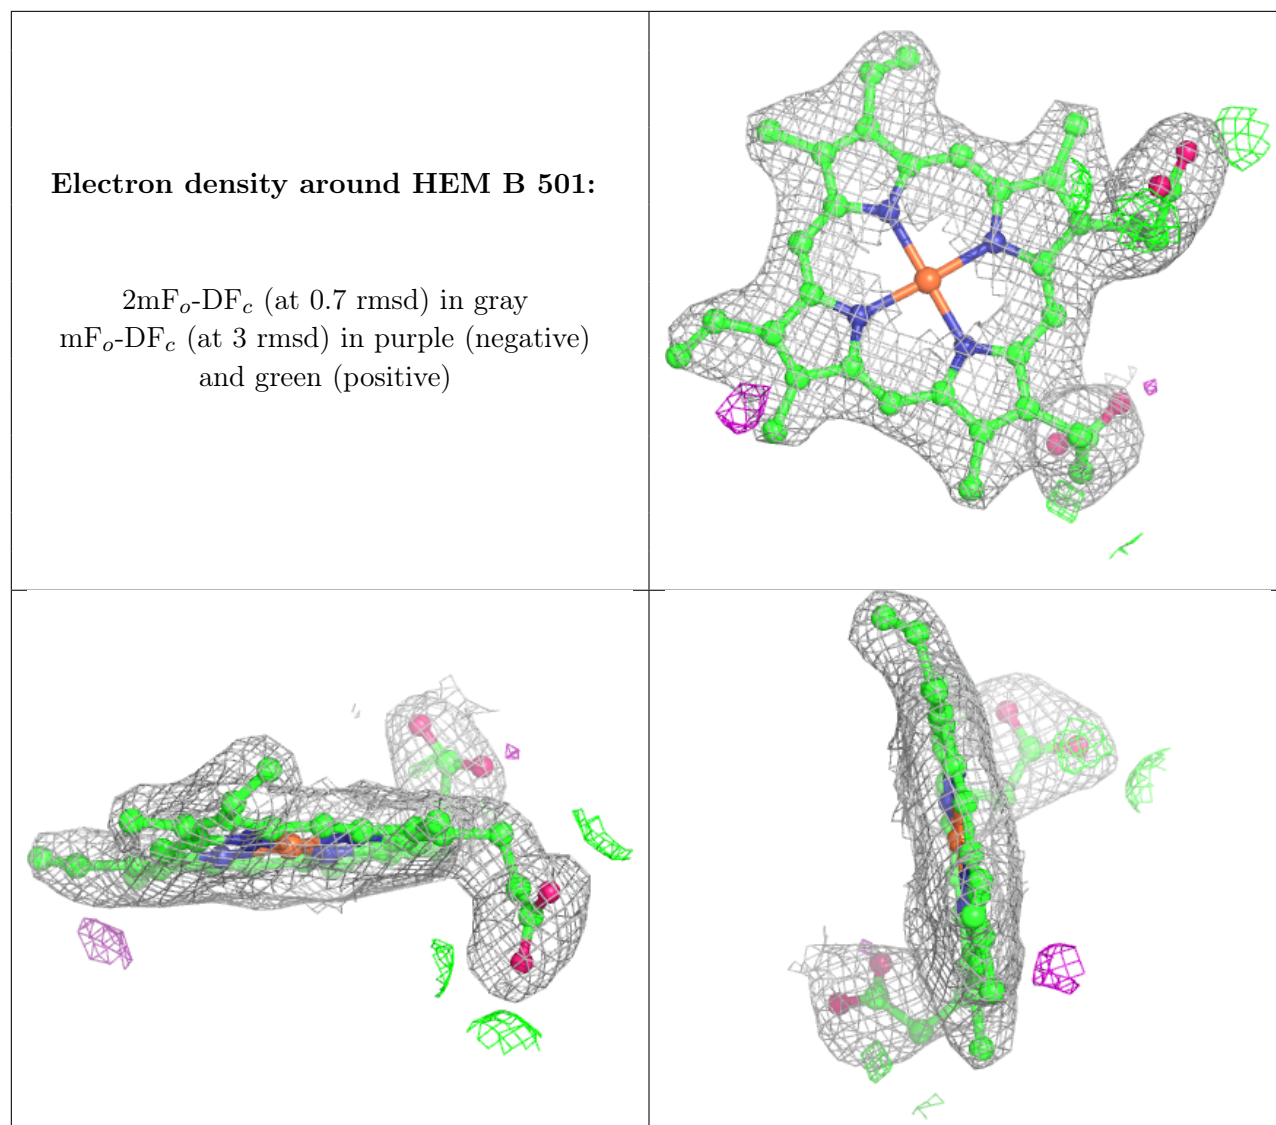 Electron density around HEM B 501:
2mFo-DFc (at 0.7 rmsd) in gray
mFo-DFc (at 3 rmsd) in purple (negative)
and green (positive)